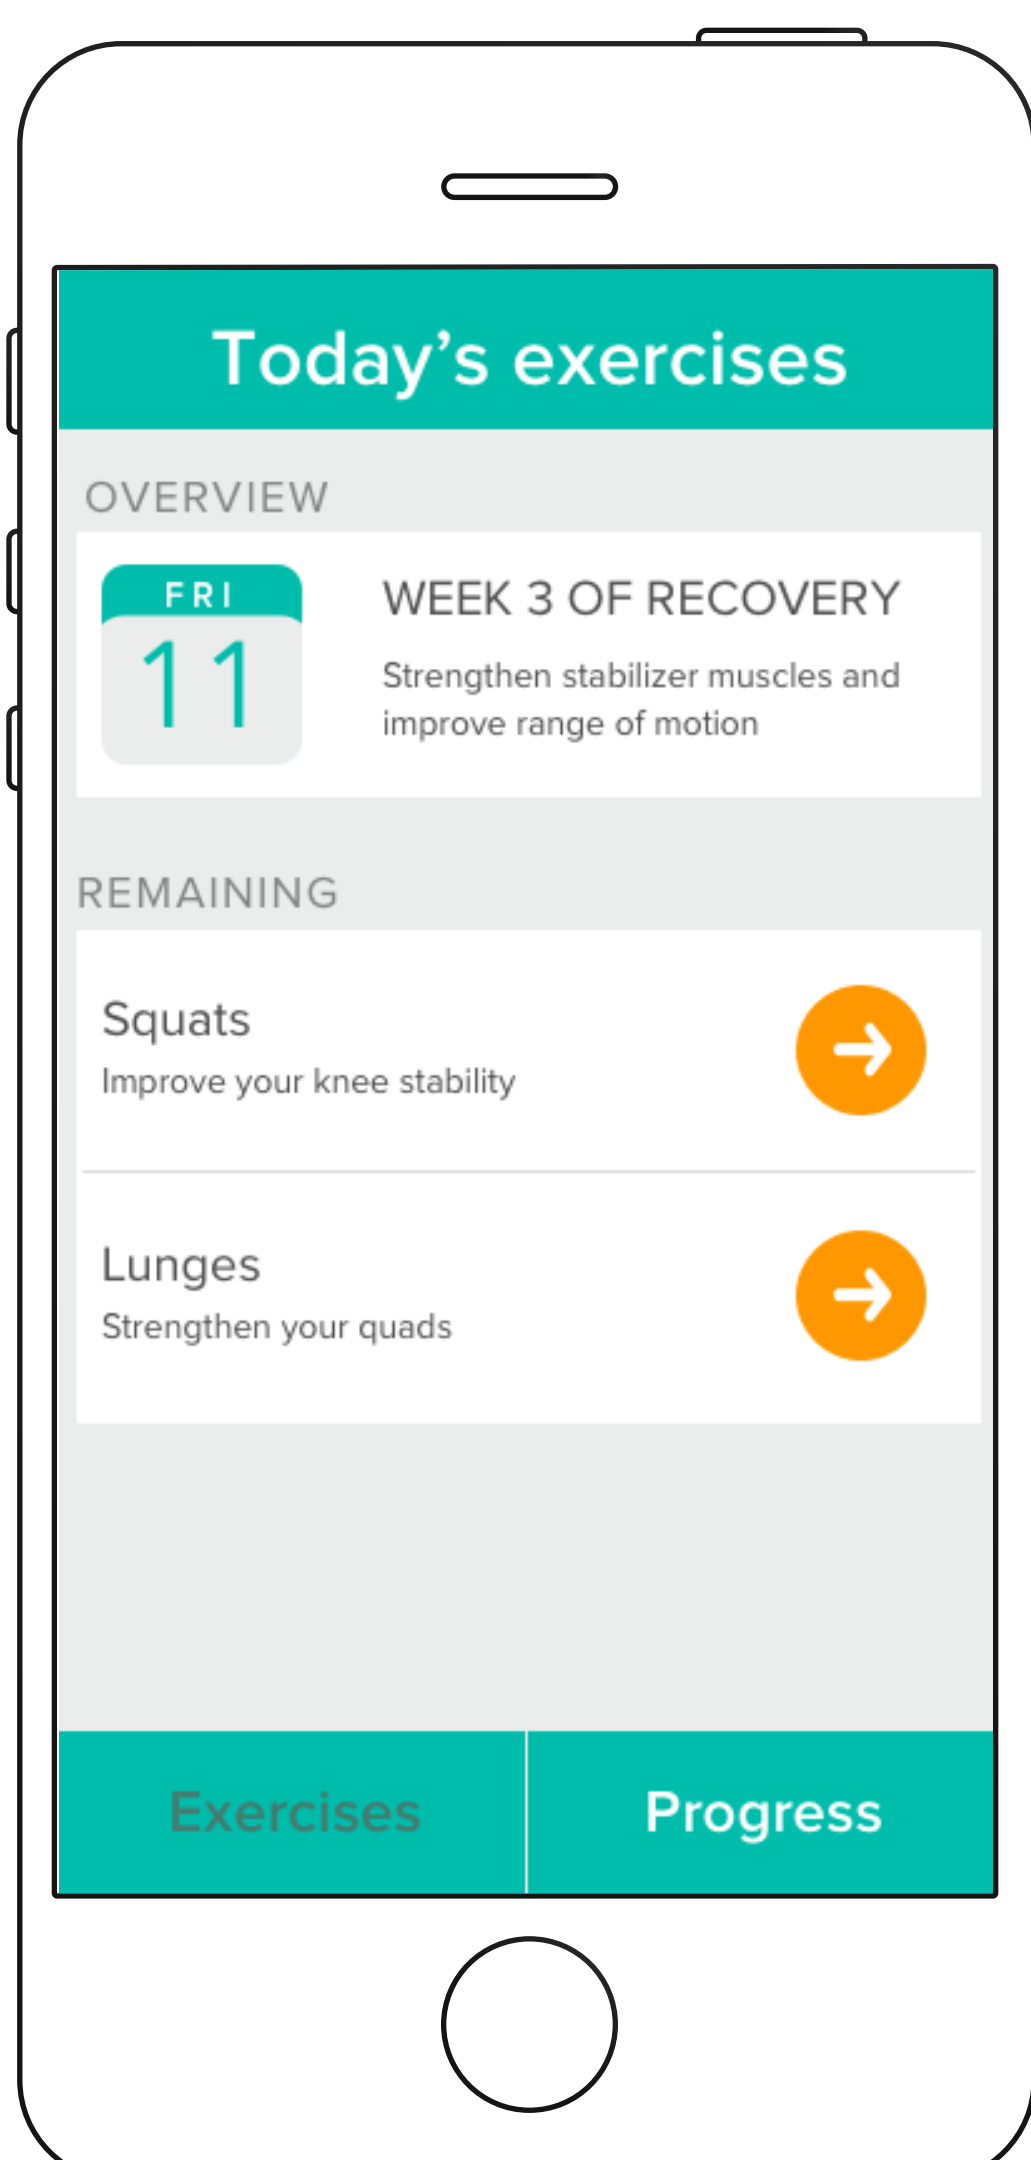 Today’s exercises
OVERVIEW
FRI
11
WEEK 3 OF RECOVERY
Strengthen stabilizer muscles and
improve range of motion
REMAINING
Squats
Improve your knee stability
Lunges
Strengthen your quads
Exercises
Progress